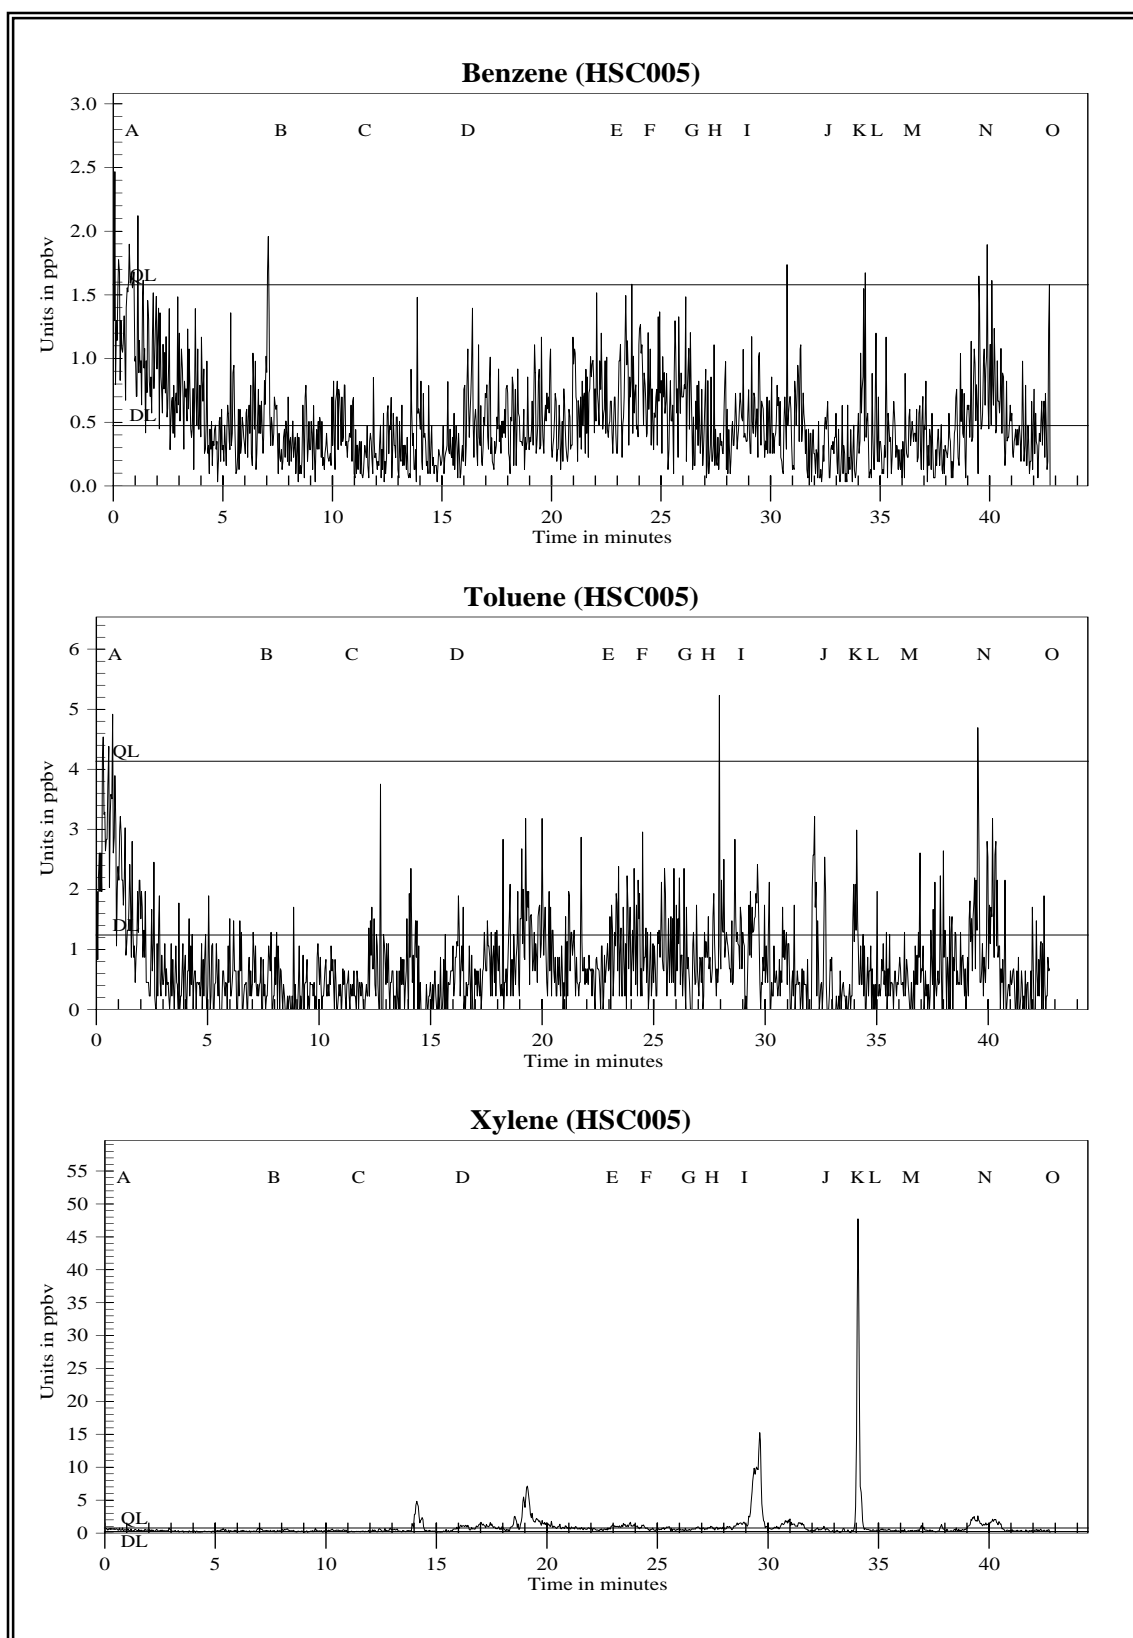 Benzene (HSC005)
3.0
A B C D E F G H I J K L M N O
2.5
2.0
QL
1.5
1.0
DL
0.5
0.0
Units in ppbv
0 5 10 15 20 25 30 35 40
Time in minutes
Toluene (HSC005)
6
A B C D E F G H I J K L M N O
5
QL
4
3
2
DL
1
0
Units in ppbv
0 5 10 15 20 25 30 35 40
Time in minutes
Xylene (HSC005)
55
A B C D E F G H I J K L M N O
50
45
40
35
30
25
20
15
10
5
QL
0
DL
Units in ppbv
0 5 10 15 20 25 30 35 40
Time in minutes